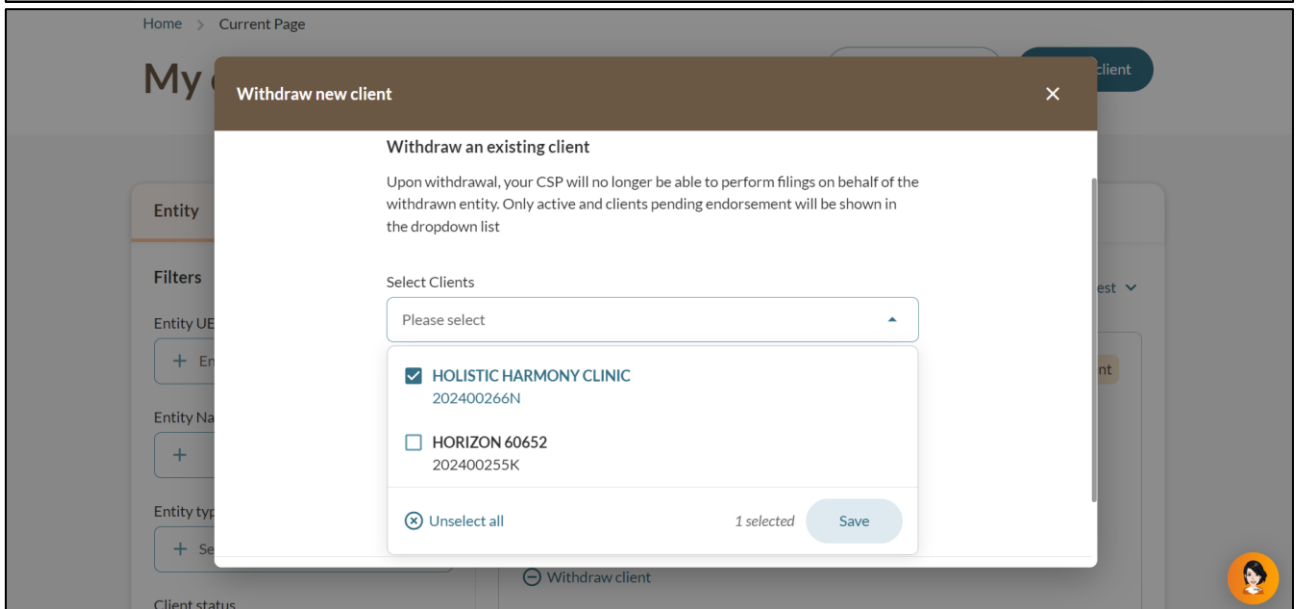 Home > Current Page
My
client
Withdraw new client
Withdraw an existing client
Upon withdrawal, your CSP will no longer be able to perform filings on behalf of the
withdrawn entity. Only active and clients pending endorsement will be shown in
the dropdown list
Entity
Filters
Select Clients
Entity UE
Please select
+ En
HOLISTIC HARMONY CLINIC
202400266N
Entity Na
HORIZON 60652
202400255K
+
Entity typ
Unselect all
1 selected
Save
+ Se
Withdraw client
Client status